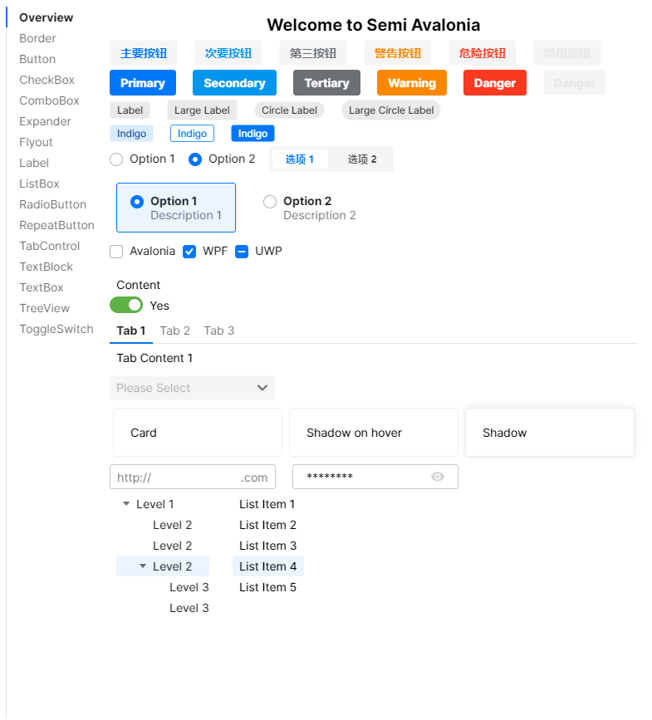 Overview
Border
Button
CheckBox
ComboBox
Expander
Flyout
Label
ListBox
RadioButton
RepeatButton
TabControl
TextBlock
TextBox
TreeView
ToggleSwitch
Welcome to Semi Avalonia
主要按钮 次要按钮 第三按钮 警告按钮 危险按钮 禁用按钮
Primary Secondary Tertiary Warning Danger Danger
Label Large Label Circle Label Large Circle Label
Indigo Indigo Indigo
Option 1 Option 2 选项 1 选项 2
Option 1 Option 2
Description 1 Description 2
Avalonia WPF UWP
Content
Yes
Tab 1 Tab 2 Tab 3
Tab Content 1
Please Select
Card Shadow on hover Shadow
http:// .com ********
Level 1 List Item 1
Level 2 List Item 2
Level 2 List Item 3
Level 2 List Item 4
Level 3 List Item 5
Level 3